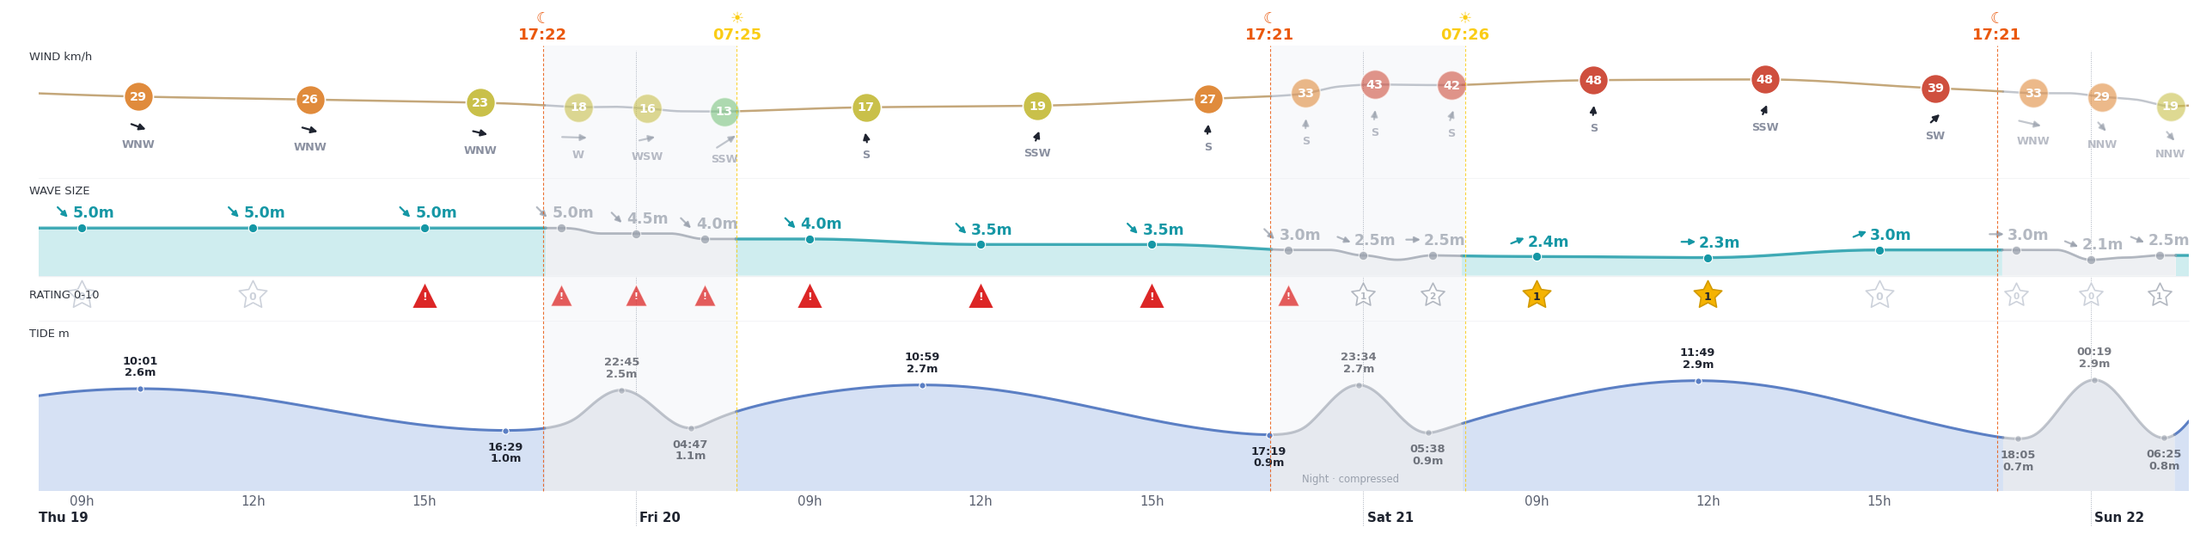 ☾ ☀ ☾ ☀ ☾
17:22 07:25 17:21 07:26 17:21
WIND km/h
29 26 23 18 16 13 17 19 27 33 43 42 48 48 39 33 29 19
WNW WNW WNW W WSW SSW S SSW S S S S S SSW SW WNW NNW NNW
WAVE SIZE
5.0m 5.0m 5.0m 5.0m 4.5m 4.0m 4.0m 3.5m 3.5m 3.0m 2.5m 2.5m 2.4m 2.3m 3.0m 3.0m 2.1m 2.5m
RATING 0-10
0 ! ! ! ! ! ! ! ! 1 2 1 1 0 0 0 1
TIDE m
10:01 22:45 10:59 23:34 11:49 00:19
2.6m 2.5m 2.7m 2.7m 2.9m 2.9m
16:29 04:47 17:19 05:38 18:05 06:25
1.0m 1.1m 0.9m 0.9m 0.7m 0.8m
Night · compressed
09h 12h 15h 09h 12h 15h 09h 12h 15h
Thu 19 Fri 20 Sat 21 Sun 22